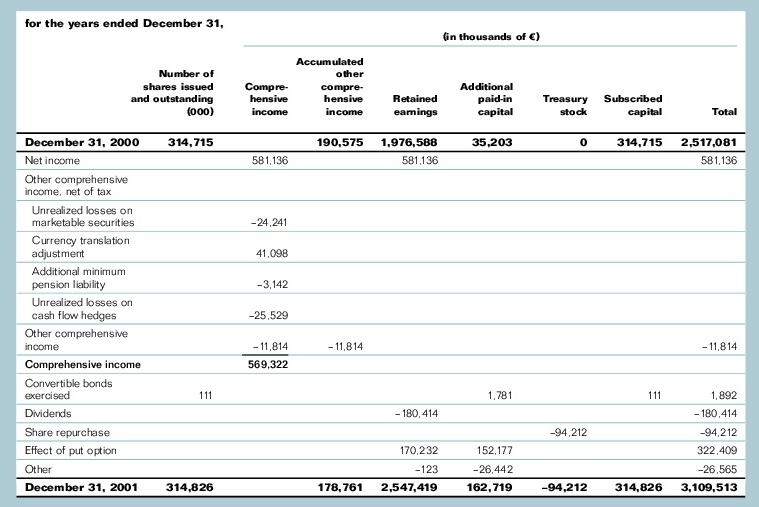 for the years ended December 31,
(in thousands of €)
Number of shares issued and outstanding (000) Compre-hensive income Accumulated other compre-hensive income Retained earnings Additional paid-in capital Treasury stock Subscribed capital Total
December 31, 2000 314,715 190,575 1,976,588 35,203 0 314,715 2,517,081
Net income 581,136 581,136 581,136
Other comprehensive
income, net of tax
Unrealized losses on
marketable securities –24,241
Currency translation
adjustment 41,098
Additional minimum
pension liability –3,142
Unrealized losses on
cash flow hedges –25,529
Other comprehensive
income –11,814 –11,814 –11,814
Comprehensive income 569,322
Convertible bonds
exercised 111 1,781 111 1,892
Dividends –180,414 –180,414
Share repurchase –94,212 –94,212
Effect of put option 170,232 152,177 322,409
Other –123 –26,442 –26,565
December 31, 2001 314,826 178,761 2,547,419 162,719 –94,212 314,826 3,109,513